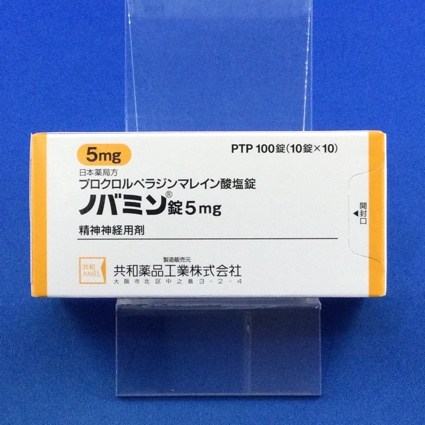 5mg
PTP 100錠(10錠×10)
日本薬局方
プロクロルペラジンマレイン酸塩錠
ノバミン®錠5mg
精神神経用剤
開封口
製造販売元
共和薬品工業株式会社
大阪市北区中之島3-2-4
共和
AMEL